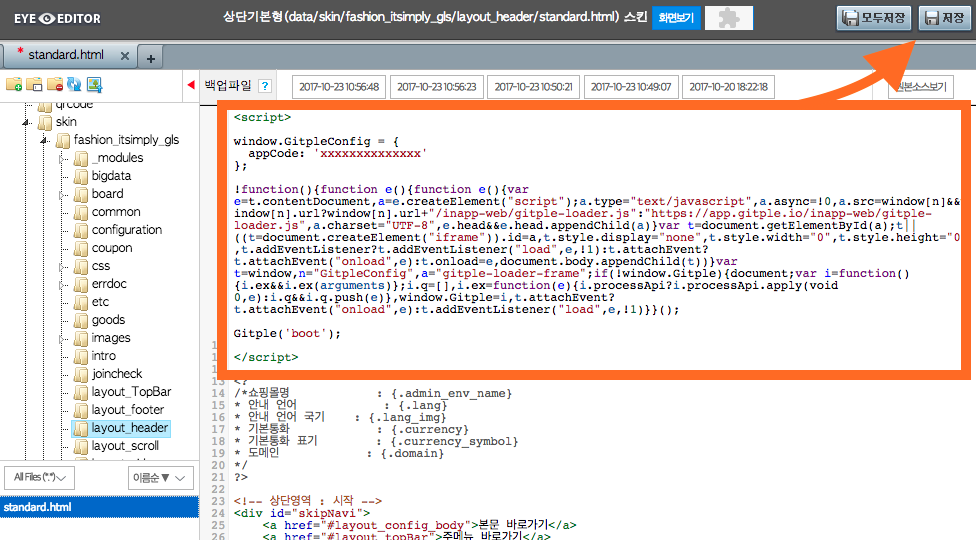 EYE EDITOR
상단기본형(data/skin/fashion_itsimply_gls/layout_header/standard.html) 스킨
화면보기
모두저장
저장
* standard.html ×
+
백업파일 ?
2017-10-23 10:56:48
2017-10-23 10:56:23
2017-10-23 10:50:21
2017-10-23 10:49:07
2017-10-20 18:22:18
원본소스보기
qrcode
skin
fashion_itsimply_gls
_modules
bigdata
board
common
configuration
coupon
css
errdoc
etc
goods
images
intro
joincheck
layout_TopBar
layout_footer
layout_header
layout_scroll
All Files (*.*)
이름순▼
standard.html
<script>
window.GitpleConfig = {
appCode: 'xxxxxxxxxxxxxx'
};
!function(){function e(){function e(){var
e=t.contentDocument,a=e.createElement("script");a.type="text/javascript",a.async=!0,a.src=window[n]&&
indow[n].url?window[n].url+"/inapp-web/gitple-loader.js":"https://app.gitple.io/inapp-web/gitple-
loader.js",a.charset="UTF-8",e.head&&e.head.appendChild(a)}var t=document.getElementById(a);t||
((t=document.createElement("iframe")).id=a,t.style.display="none",t.style.width="0",t.style.height="0
,t.addEventListener?t.addEventListener("load",e,!1):t.attachEvent?
t.attachEvent("onload",e):t.onload=e,document.body.appendChild(t))}var
t=window,n="GitpleConfig",a="gitple-loader-frame";if(!window.Gitple){document;var i=function()
{i.ex&&i.ex(arguments)};i.q=[],i.ex=function(e){i.processApi?i.processApi.apply(void
0,e):i.q&&i.q.push(e)},window.Gitple=i,t.attachEvent?
t.attachEvent("onload",e):t.addEventListener("load",e,!1)}}();
Gitple('boot');
</script>
13 <?
14 /*쇼핑몰명 : {.admin_env_name}
15 * 안내 언어 : {.lang}
16 * 안내 언어 국기 : {.lang_img}
17 * 기본통화 : {.currency}
18 * 기본통화 표기 : {.currency_symbol}
19 * 도메인 : {.domain}
20 */
21 ?>
22
23 <!-- 상단영역 : 시작 -->
24 <div id="skipNavi">
25 <a href="#layout_config_body">본문 바로가기</a>
26 <a href="#layout_topBar">주메뉴 바로가기</a>